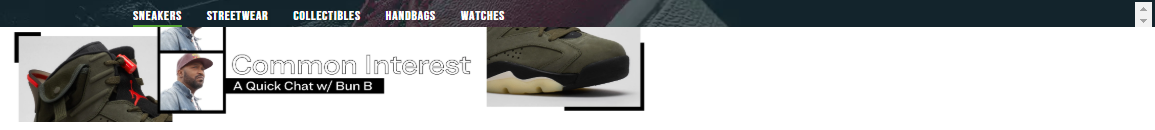 SNEAKERS STREETWEAR COLLECTIBLES HANDBAGS WATCHES
Common Interest
A Quick Chat w/ Bun B